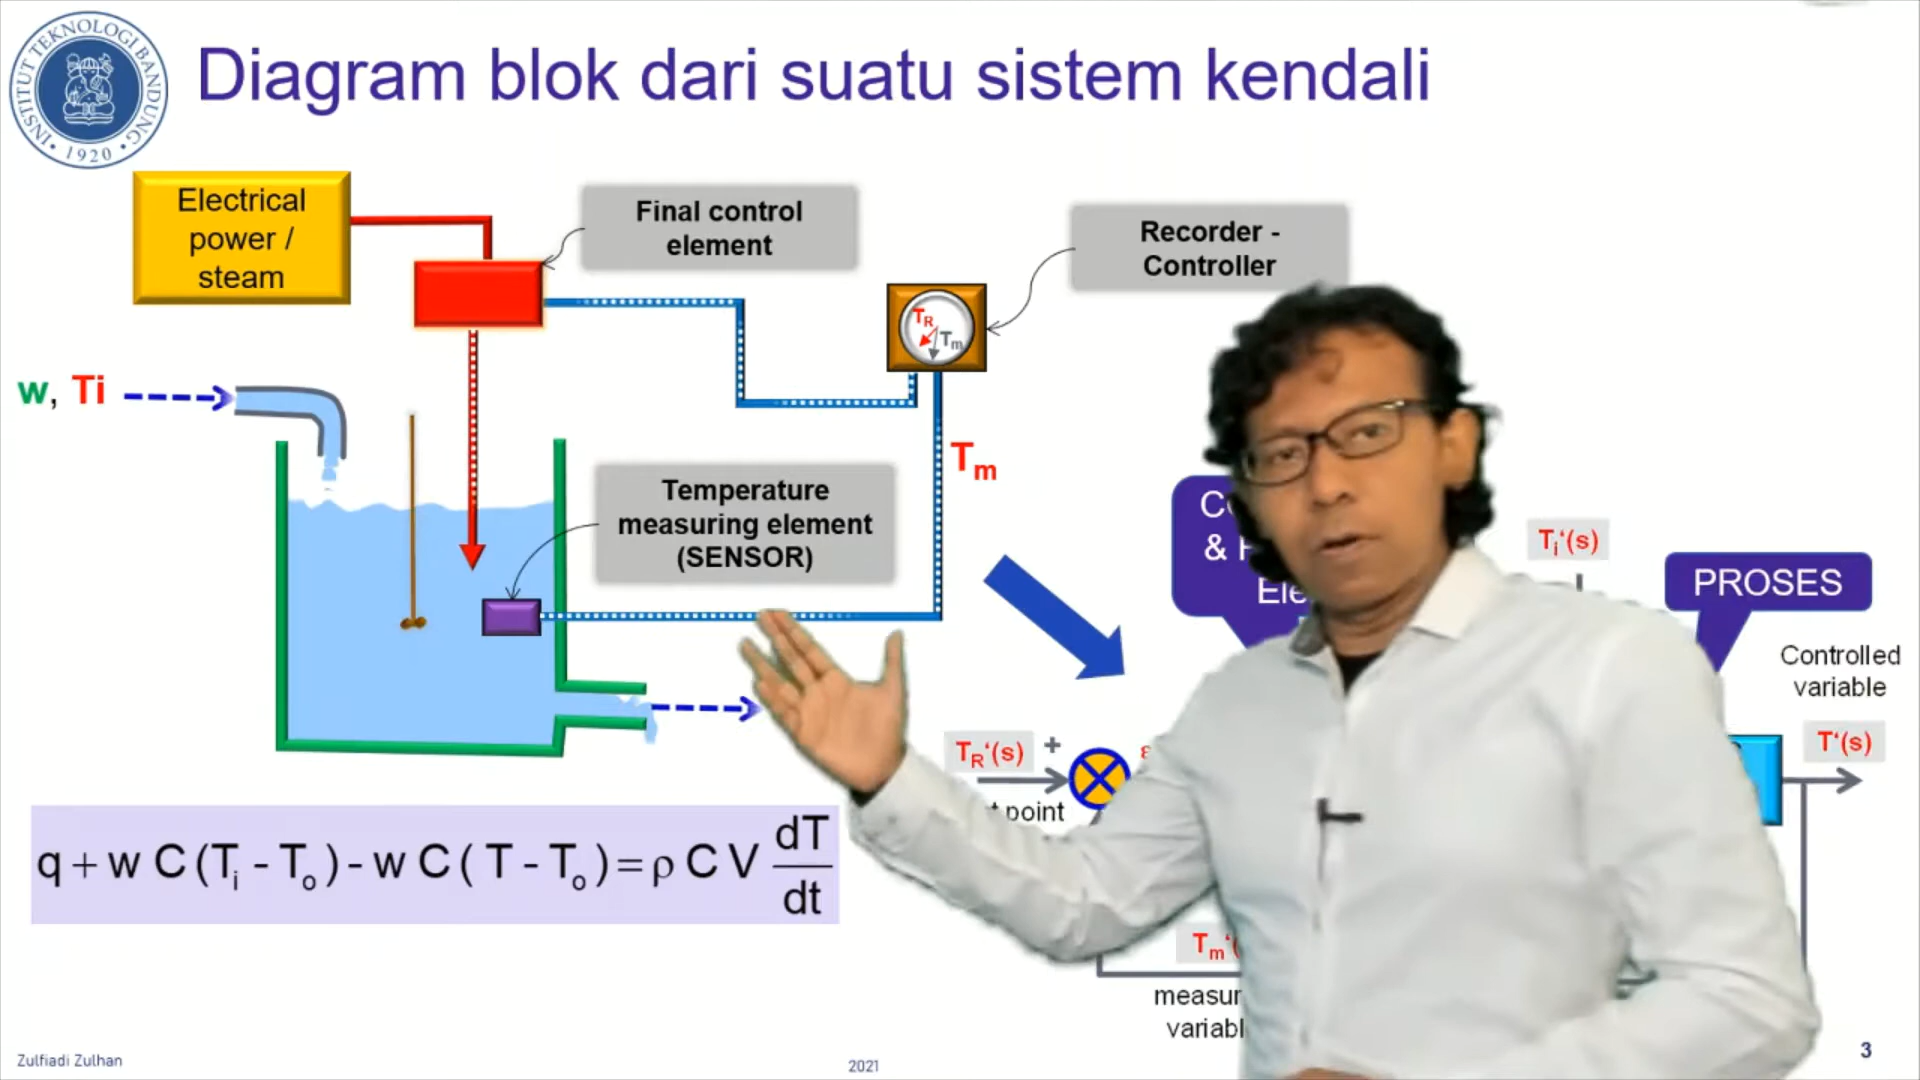 INSTITUT TEKNOLOGI BANDUNG
1920
Diagram blok dari suatu sistem kendali
Electrical
power /
steam
Final control
element
Recorder -
Controller
TR
Tm
w, Ti
Tm
Temperature
measuring element
(SENSOR)
Ti'(s)
PROSES
Controlled
variable
TR'(s)
+
ε
T'(s)
point
q + w C (Ti - To) - w C ( T - To ) = ρ C V dT/dt
Tm'(
Zulfiadi Zulhan
2021
3